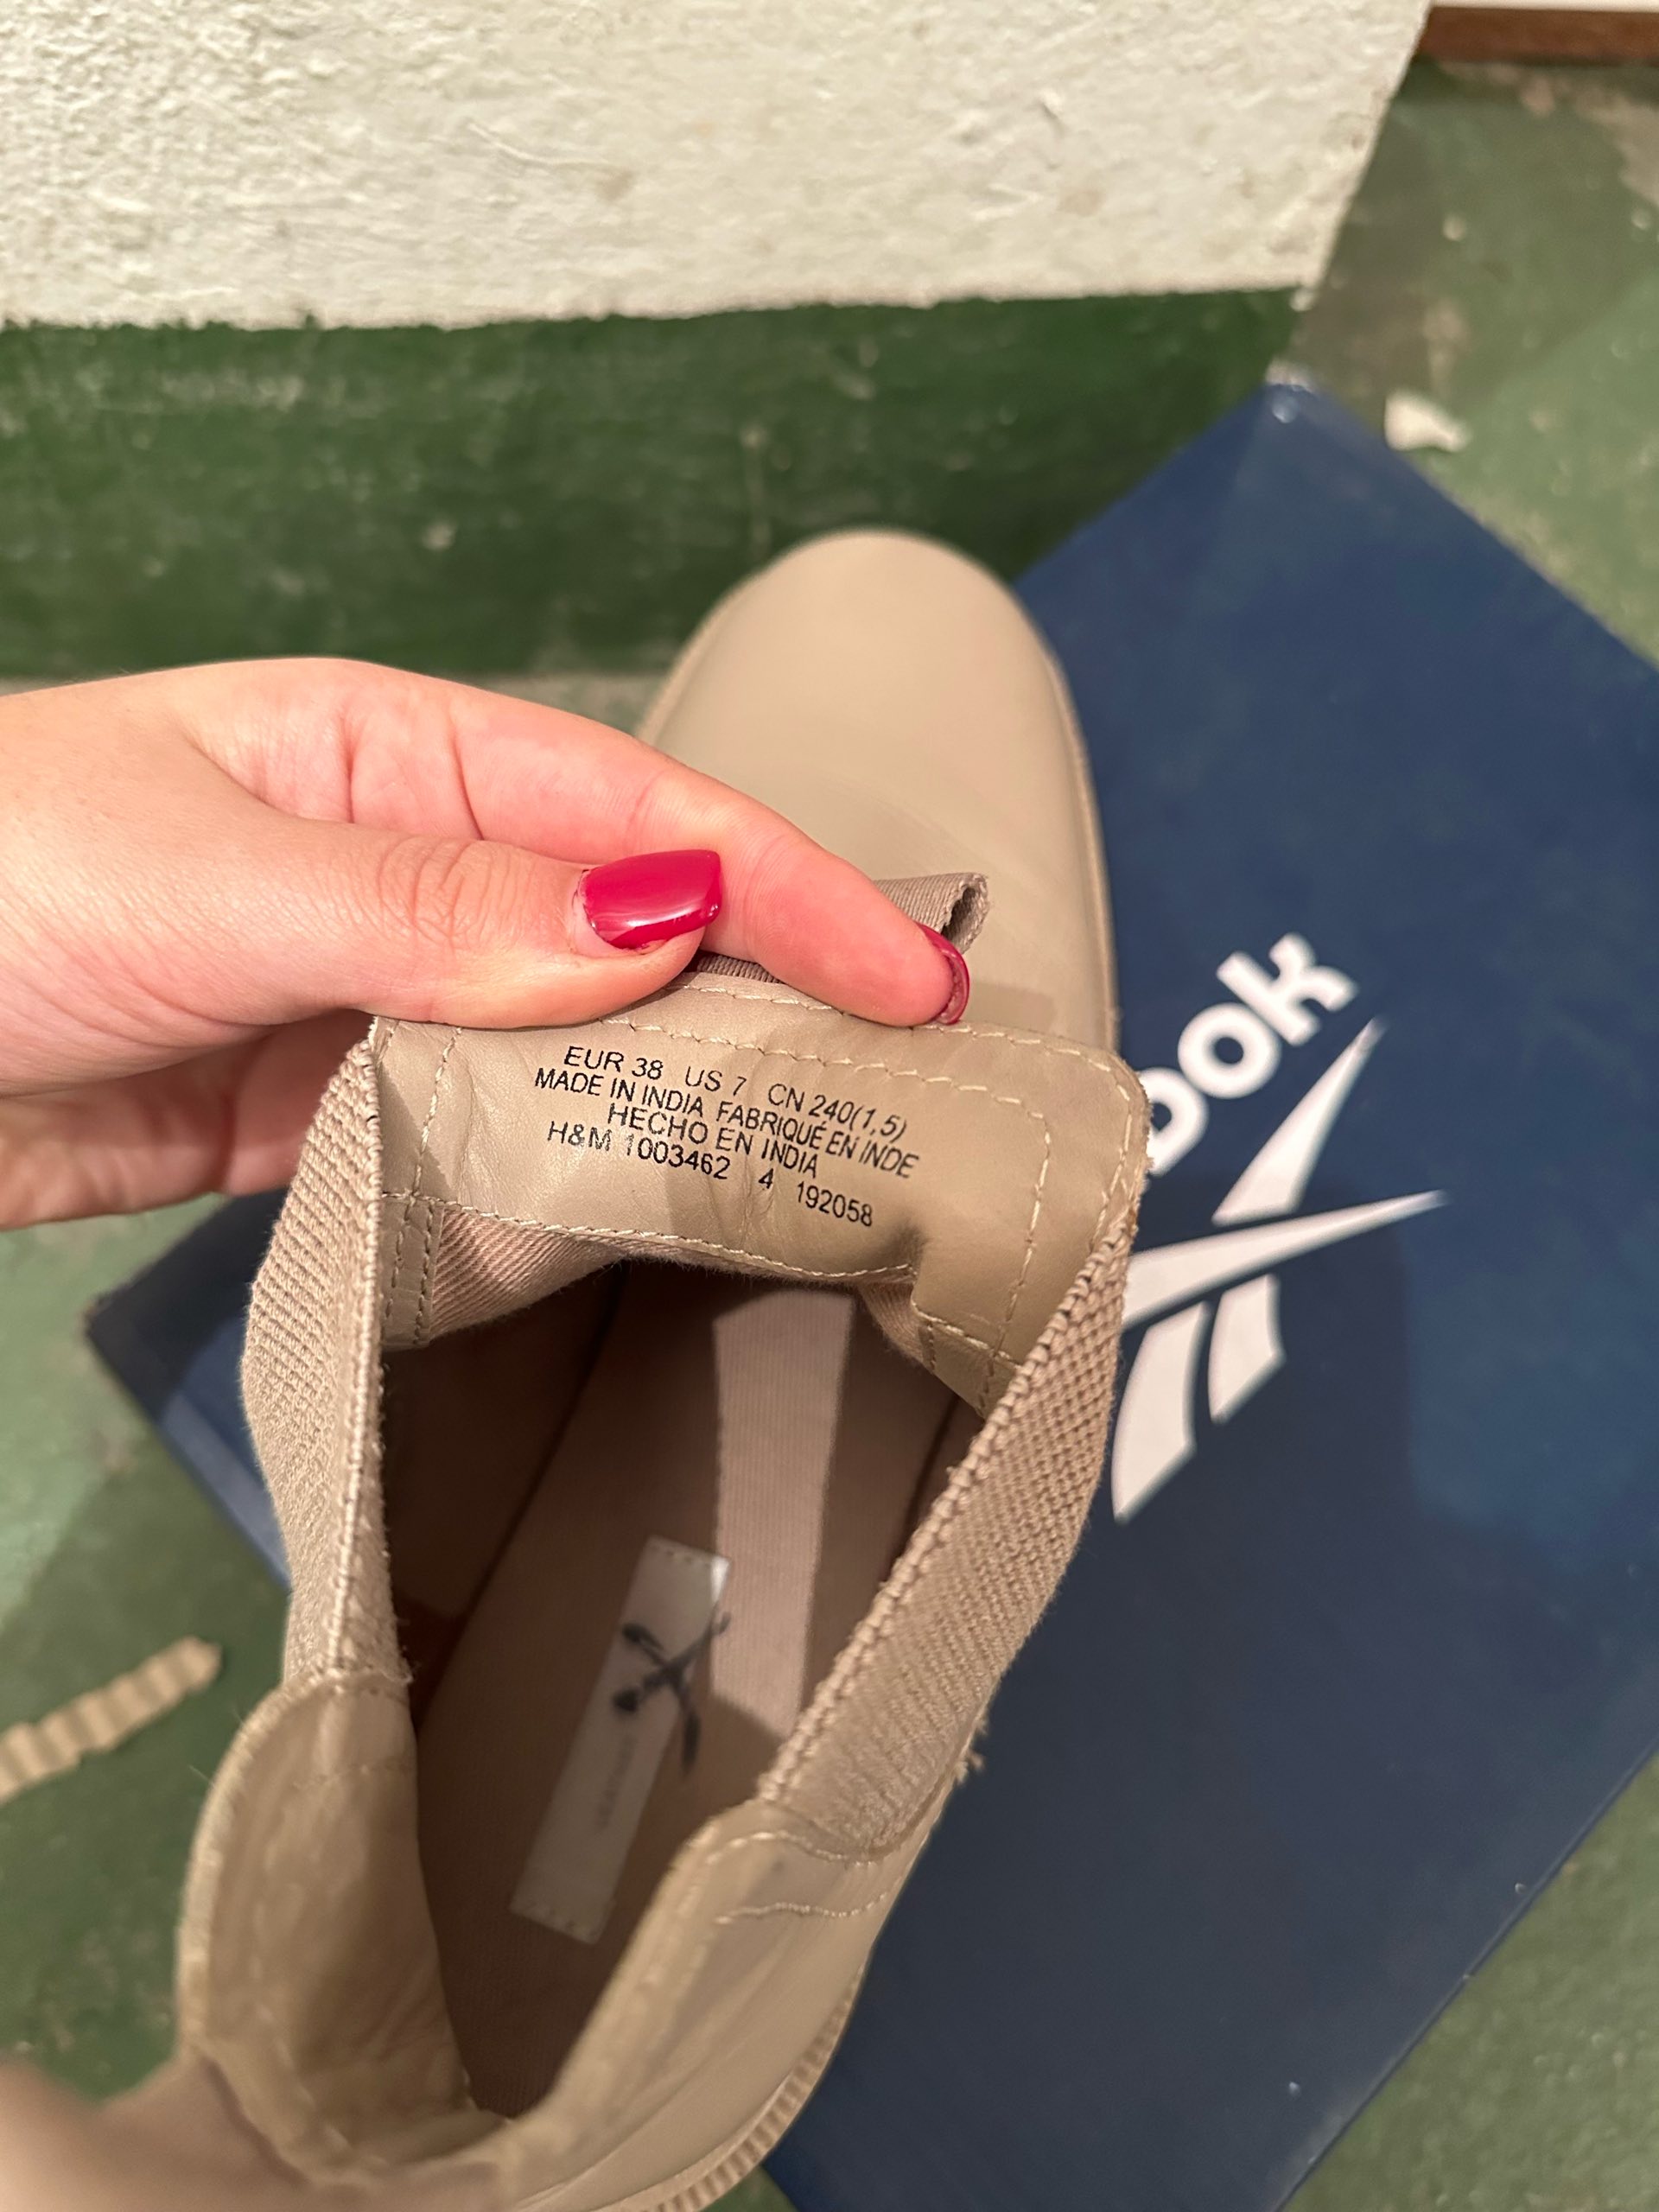 EUR 38 US 7 CN 240(1,5)
MADE IN INDIA FABRIQUÉ EN INDE
HECHO EN INDIA
H&M 1003462 4 192058
bok